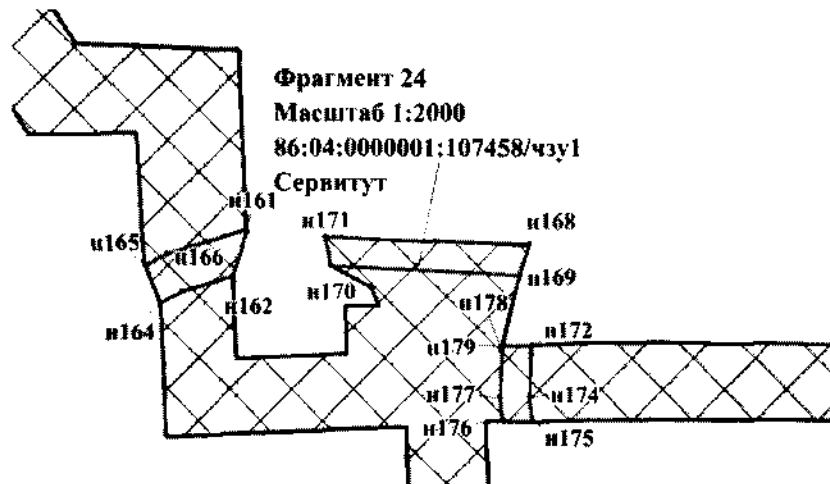 Фрагмент 24
Масштаб 1:2000
86:04:0000001:107458/чзу1
Сервитут
н161
н171
н168
н165
н166
н169
н170
н178
н162
н164
н172
н179
н177
н174
н176
н175